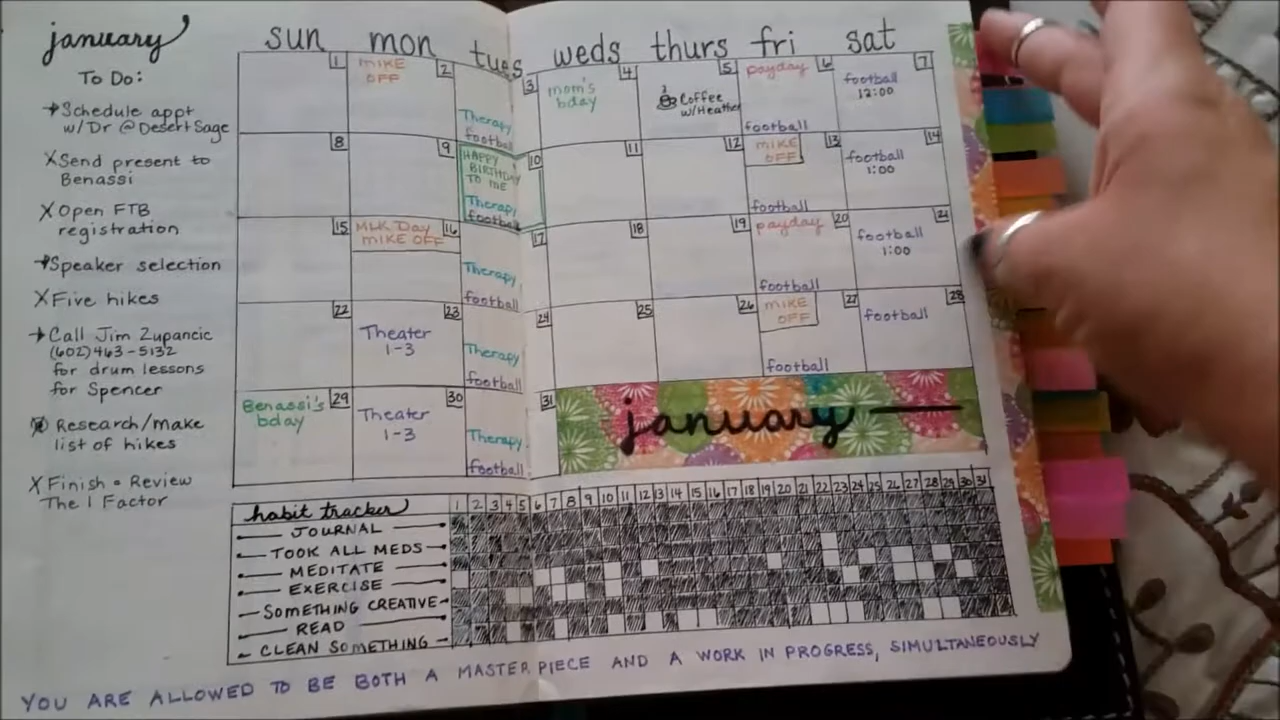 january
To Do:
→Schedule appt
w/Dr @ Desert Sage
X Send present to
Benassi
X Open FTB
registration
→Speaker selection
X Five hikes
→ Call Jim Zupancic
(602)463-5132
for drum lessons
for Spencer
X Research/make
list of hikes
X Finish + Review
The 1 Factor
sun mon tues weds thurs fri sat
1
MIKE
OFF
2
Therapy
football
3
mom's
bday
4
Coffee
w/Heather
5
payday
football
6
football
12:00
7
8
9
HAPPY
BIRTHDAY
TO ME
Therapy
football
10
11
12
MIKE
OFF
football
13
football
1:00
14
15
MLK Day
MIKE OFF
16
Therapy
football
17
18
19
payday
football
20
football
1:00
21
22
Theater
1-3
23
Therapy
football
24
25
26
MIKE
OFF
football
27
football
28
Benassi's
bday
29
Theater
1-3
30
Therapy
football
31
january
habit tracker 1 2 3 4 5 6 7 8 9 10 11 12 13 14 15 16 17 18 19 20 21 22 23 24 25 26 27 28 29 30 31
JOURNAL
TOOK ALL MEDS
MEDITATE
EXERCISE
SOMETHING CREATIVE
READ
CLEAN SOMETHING
YOU ARE ALLOWED TO BE BOTH A MASTERPIECE AND A WORK IN PROGRESS, SIMULTANEOUSLY